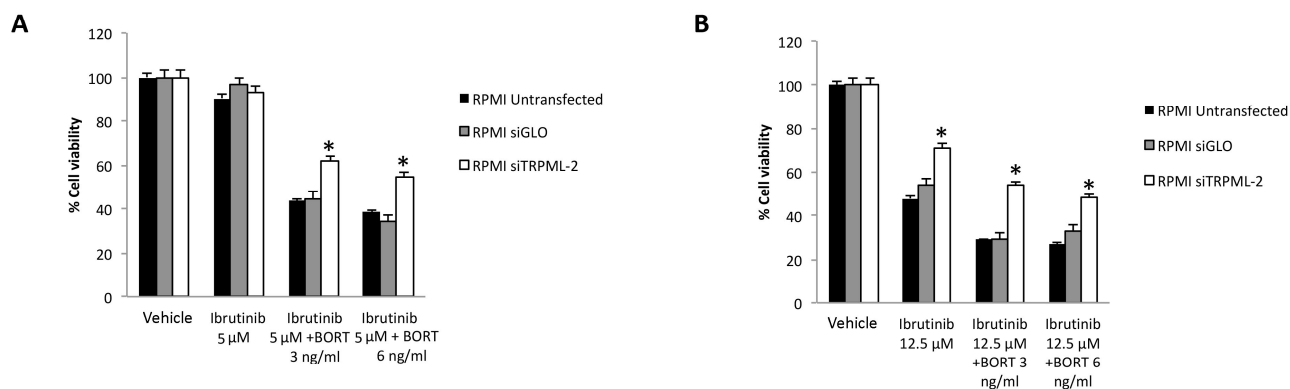 A
% Cell viability
120
100
80
60
40
20
0
*
*
Vehicle
Ibrutinib
5 μM
Ibrutinib
5 μM +BORT
3 ng/ml
Ibrutinib
5 μM + BORT
6 ng/ml
RPMI Untransfected
RPMI siGLO
RPMI siTRPML-2
B
% Cell viability
120
100
80
60
40
20
0
*
*
*
Vehicle
Ibrutinib
12.5 μM
Ibrutinib
12.5 μM
+BORT 3
ng/ml
Ibrutinib
12.5 μM
+BORT 6
ng/ml
RPMI Untransfected
RPMI siGLO
RPMI siTRPML-2